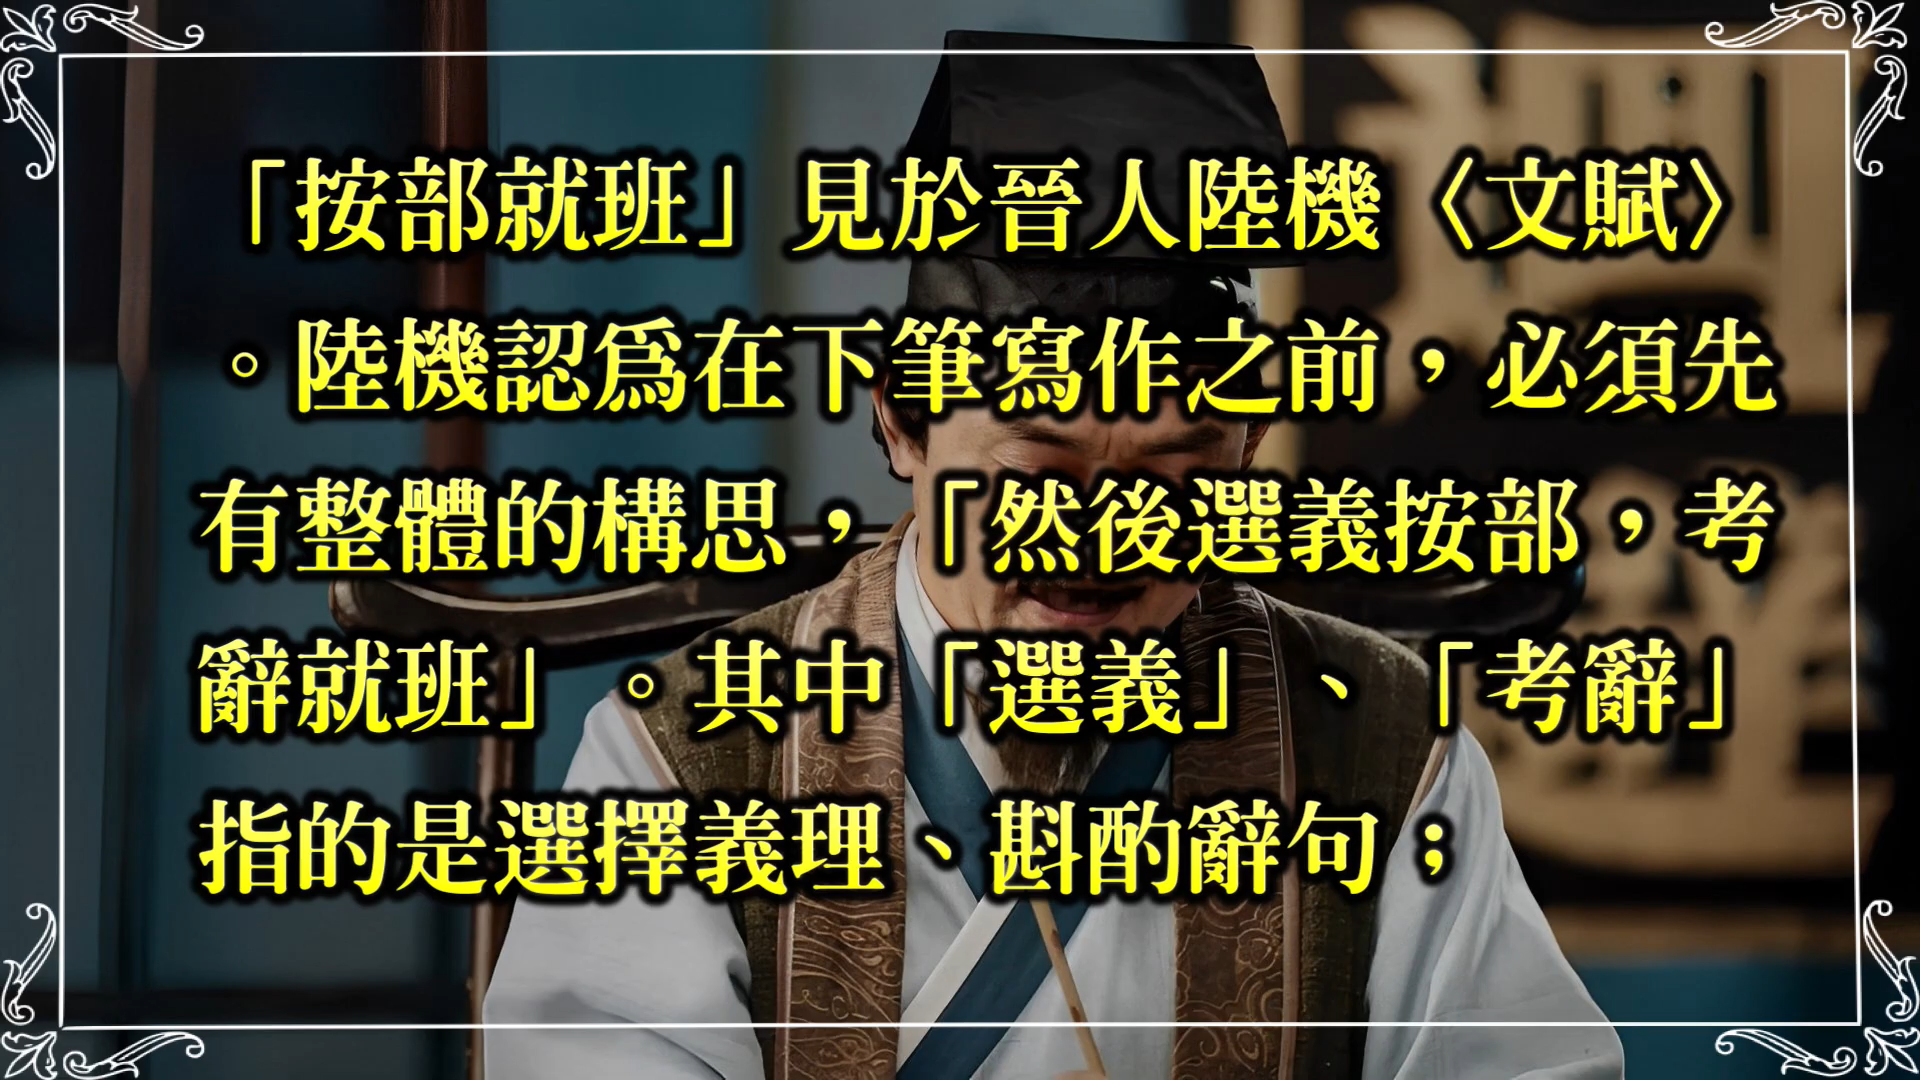 「按部就班」見於晉人陸機〈文賦〉
。陸機認爲在下筆寫作之前，必須先
有整體的構思，「然後選義按部，考
辭就班」。其中「選義」、「考辭」
指的是選擇義理、斟酌辭句；